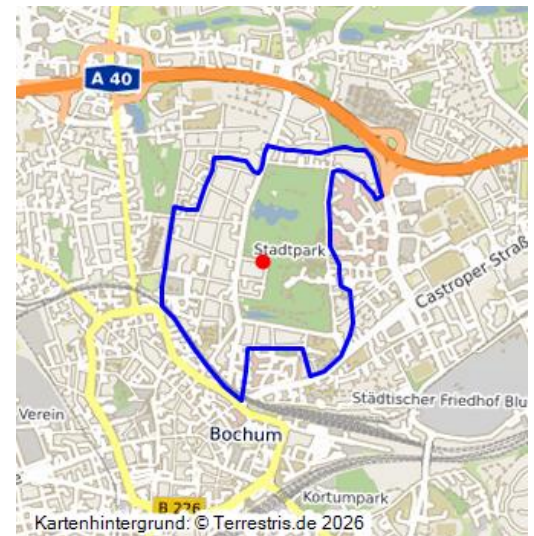 A 40
Stadtpark
Castroper Straß
Städtischer Friedhof Blu
Verein
Bochum
Kortumpark
B 226
Kartenhintergrund: © Terrestris.de 2026